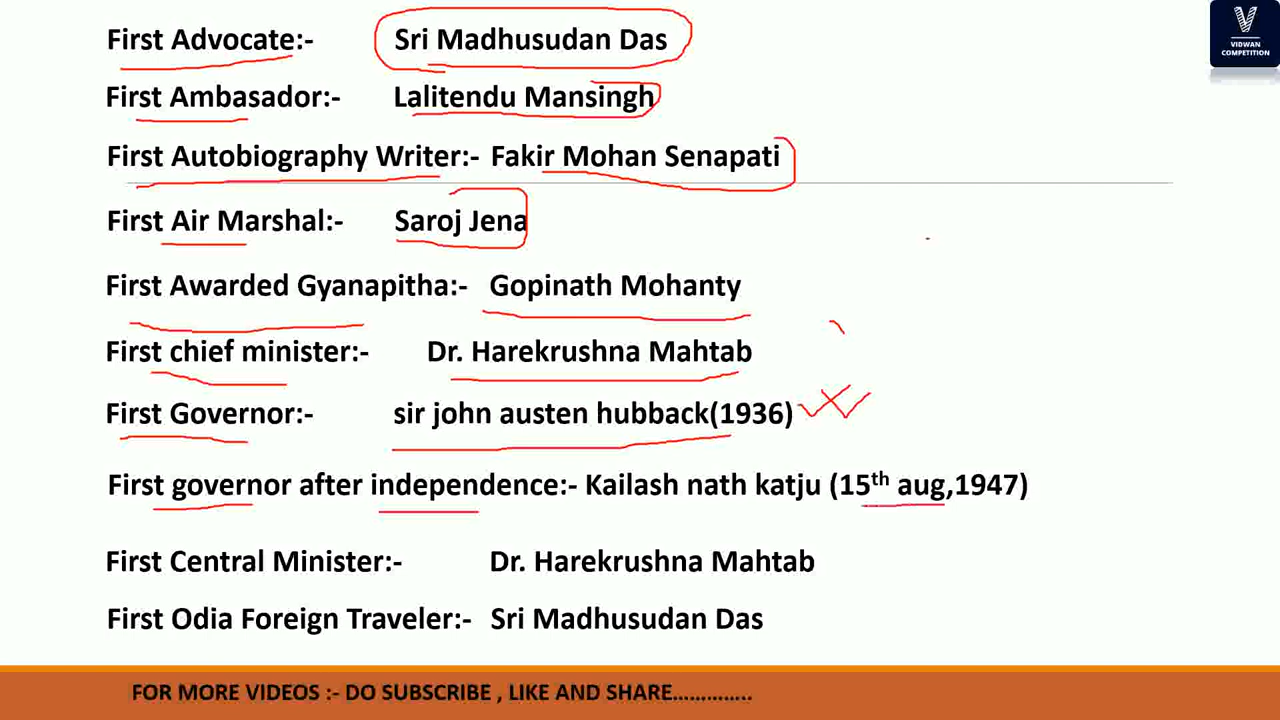 First Advocate:- Sri Madhusudan Das
VIDWAN
COMPETITION
First Ambasador:- Lalitendu Mansingh
First Autobiography Writer:- Fakir Mohan Senapati
First Air Marshal:- Saroj Jena
First Awarded Gyanapitha:- Gopinath Mohanty
First chief minister:- Dr. Harekrushna Mahtab
First Governor:- sir john austen hubback(1936)
First governor after independence:- Kailash nath katju (15th aug,1947)
First Central Minister:- Dr. Harekrushna Mahtab
First Odia Foreign Traveler:- Sri Madhusudan Das
FOR MORE VIDEOS :- DO SUBSCRIBE , LIKE AND SHARE…………..